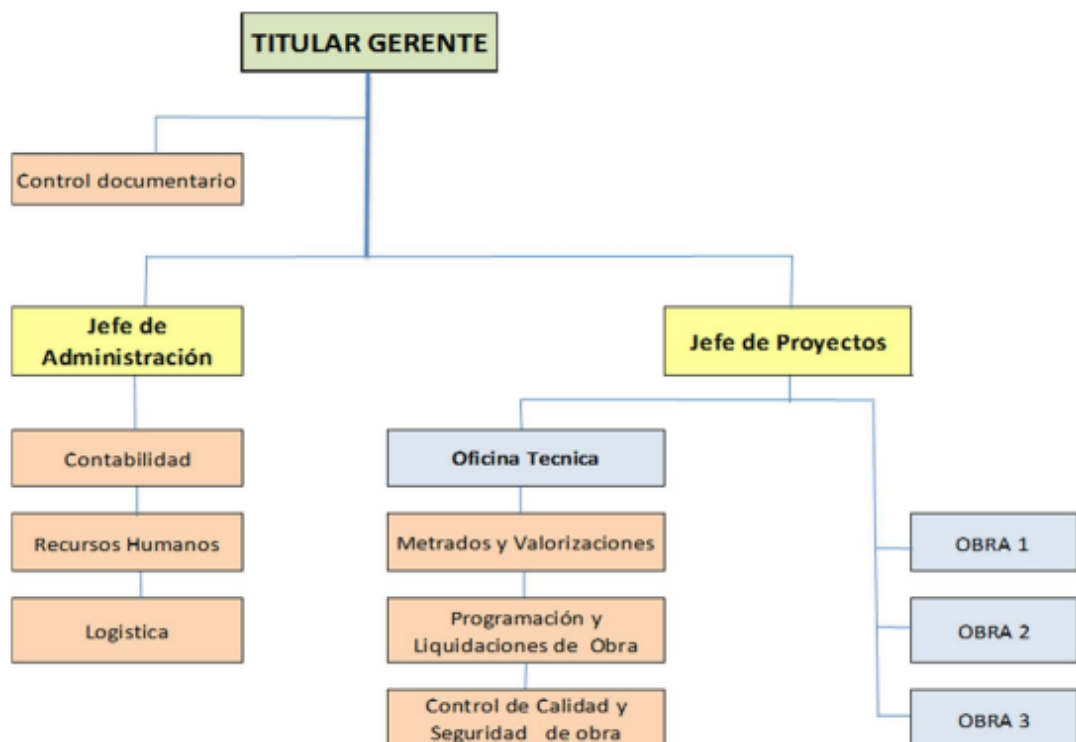 TITULAR GERENTE
Control documentario
Jefe de
Administración
Jefe de Proyectos
Contabilidad
Oficina Tecnica
Recursos Humanos
Metrados y Valorizaciones
OBRA 1
Logistica
Programación y
Liquidaciones de Obra
OBRA 2
Control de Calidad y
Seguridad de obra
OBRA 3